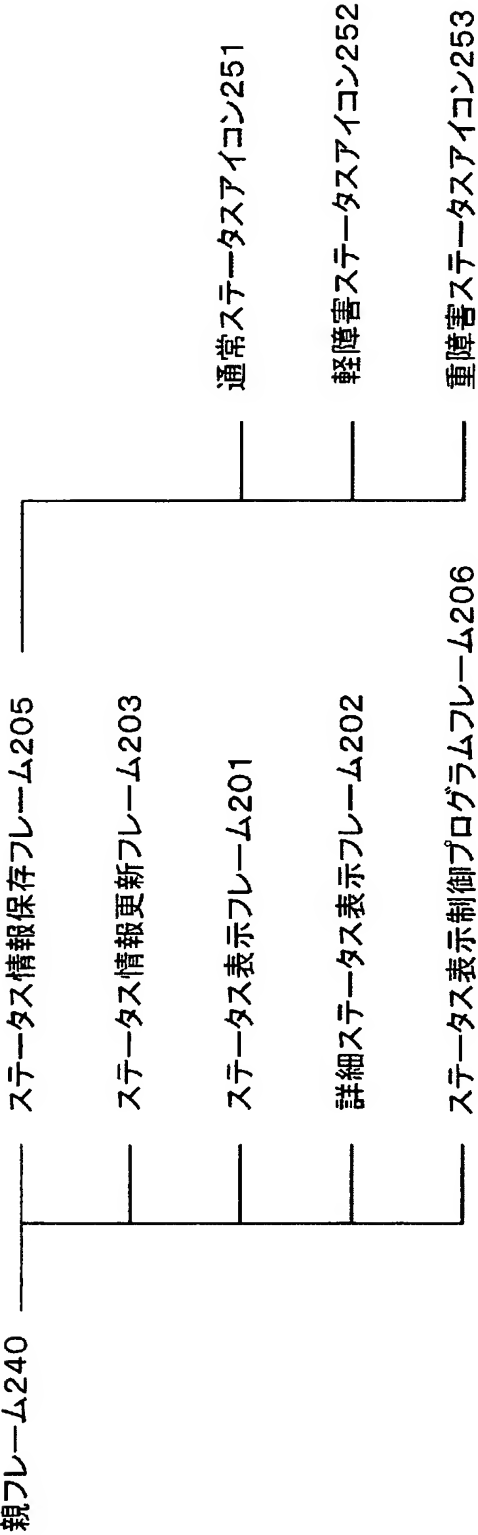 親フレーム240
ステータス情報保存フレーム205
ステータス情報更新フレーム203
ステータス表示フレーム201
詳細ステータス表示フレーム202
ステータス表示制御プログラムフレーム206
通常ステータスアイコン251
軽障害ステータスアイコン252
重障害ステータスアイコン253